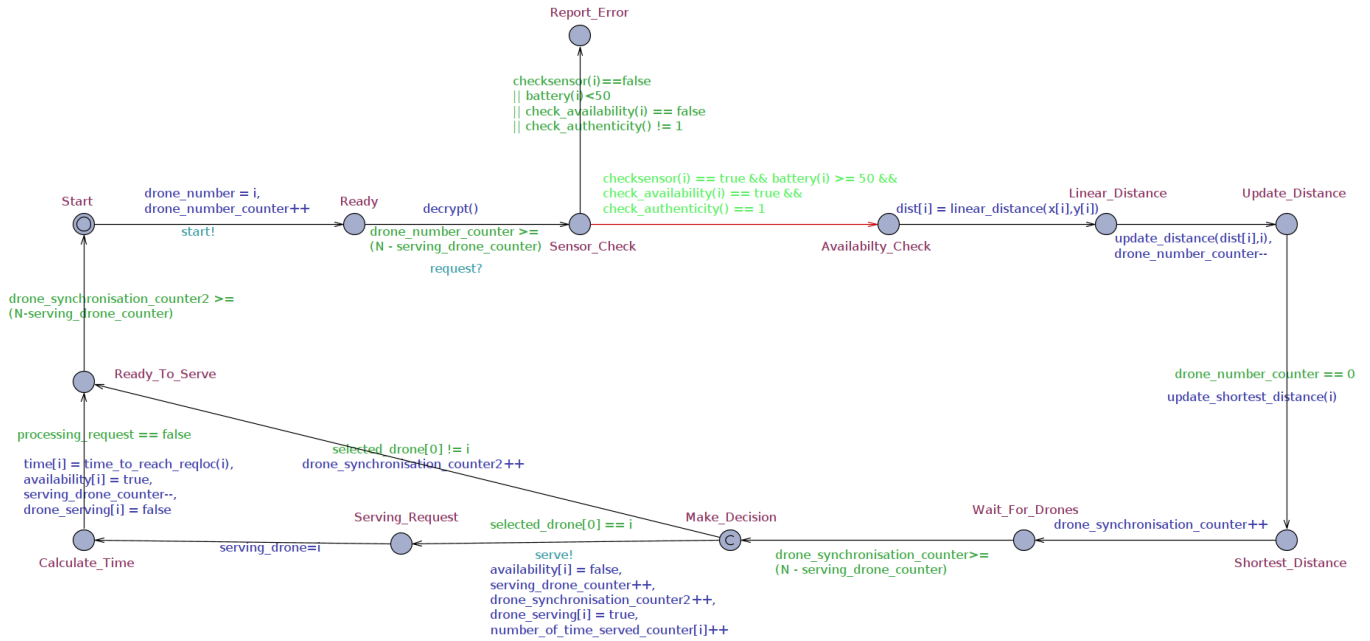 Report_Error
checksensor(i)==false
|| battery(i)<50
|| check_availability(i) == false
|| check_authenticity() != 1
checksensor(i) == true && battery(i) >= 50 &&
check_availability(i) == true &&
check_authenticity() == 1
Start
drone_number = i,
drone_number_counter++
start!
Ready
decrypt()
drone_number_counter >=
(N - serving_drone_counter)
request?
Sensor_Check
Availabilty_Check
dist[i] = linear_distance(x[i],y[i])
Linear_Distance
update_distance(dist[i],i),
drone_number_counter--
Update_Distance
drone_synchronisation_counter2 >=
(N-serving_drone_counter)
Ready_To_Serve
drone_number_counter == 0
update_shortest_distance(i)
processing_request == false
time[i] = time_to_reach_reqloc(i),
availability[i] = true,
serving_drone_counter--,
drone_serving[i] = false
selected_drone[0] != i
drone_synchronisation_counter2++
Calculate_Time
serving_drone=i
Serving_Request
selected_drone[0] == i
serve!
availability[i] = false,
serving_drone_counter++,
drone_synchronisation_counter2++,
drone_serving[i] = true,
number_of_time_served_counter[i]++
Make_Decision
C
drone_synchronisation_counter>=
(N - serving_drone_counter)
Wait_For_Drones
drone_synchronisation_counter++
Shortest_Distance